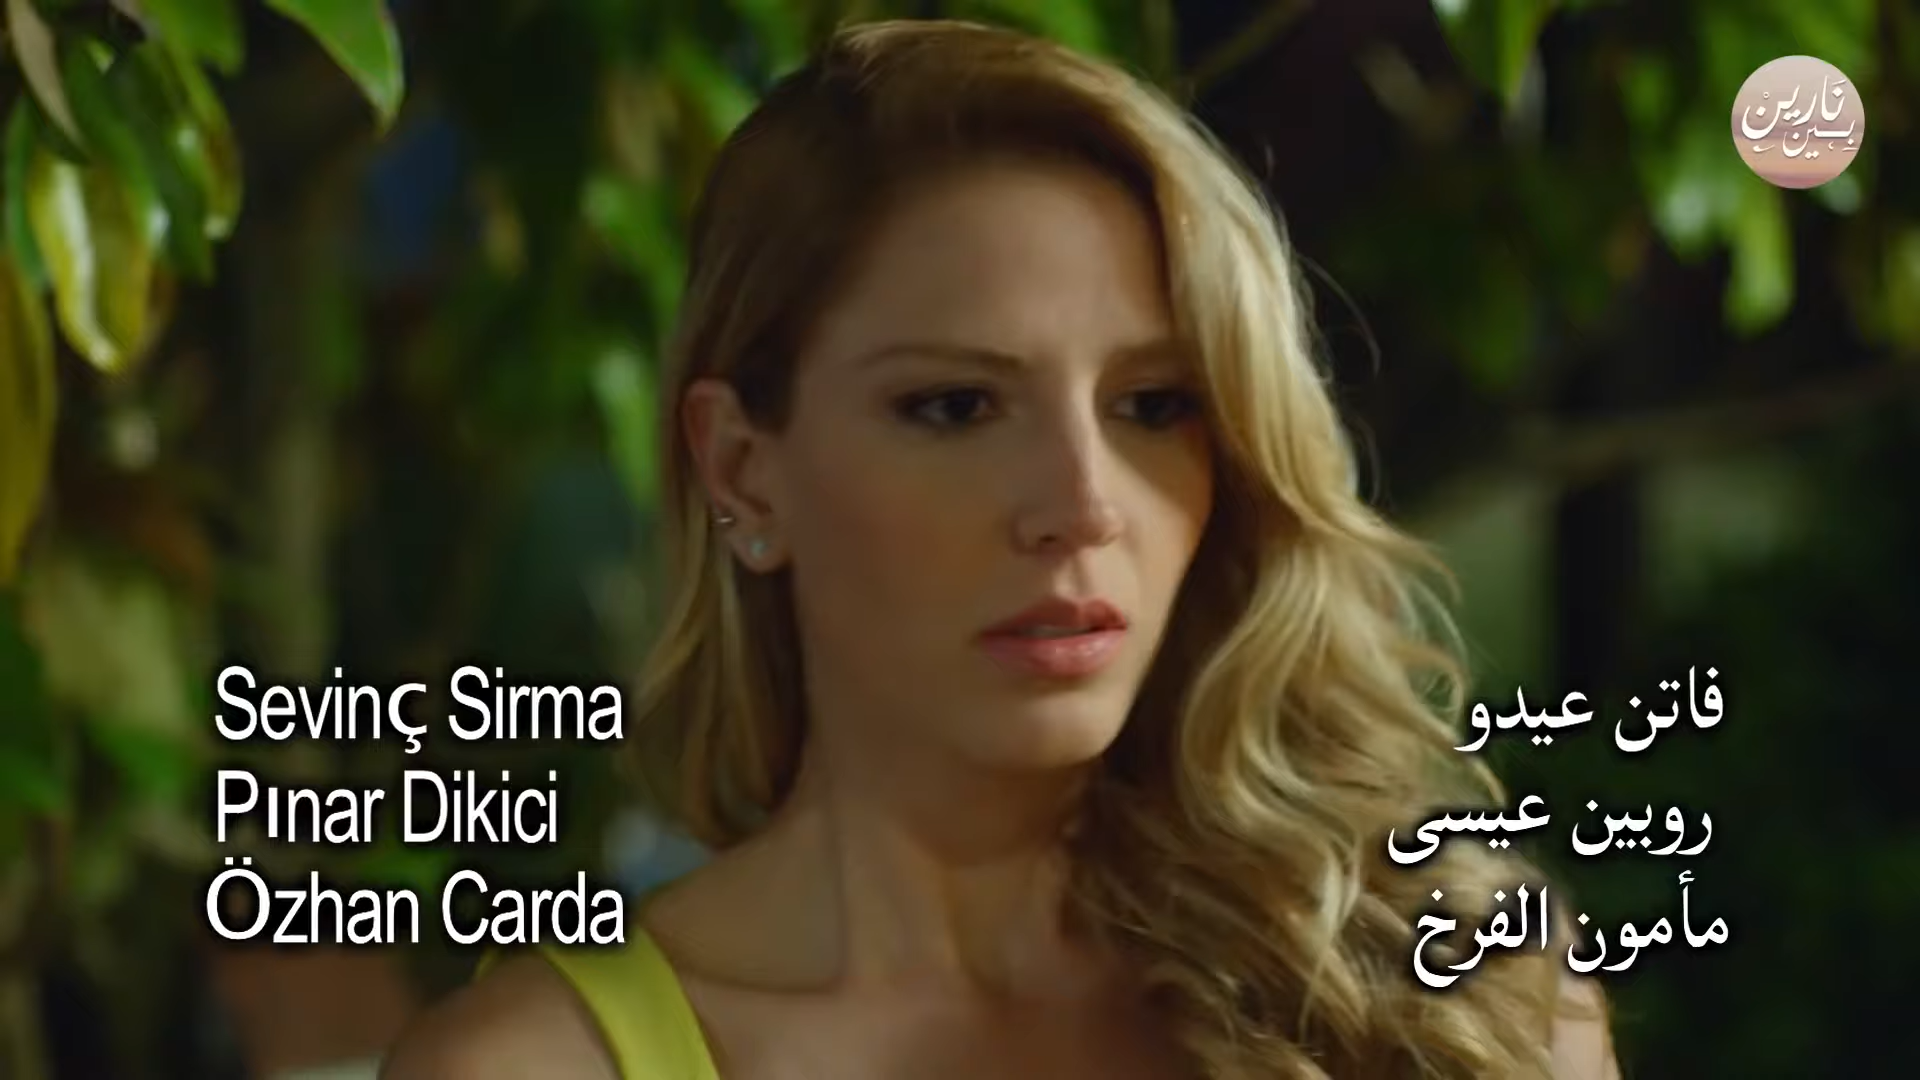 نارين
بين
Sevinç Sirma
فاتن عيدو
Pınar Dikici
روبين عيسى
Özhan Carda
مأمون الفرخ